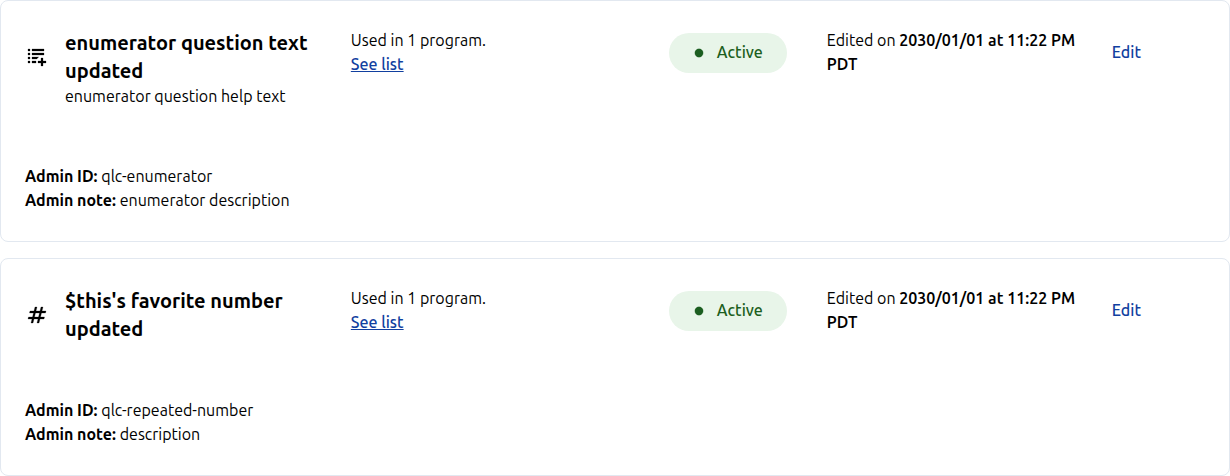 enumerator question text
updated
enumerator question help text
Used in 1 program.
See list
Active
Edited on 2030/01/01 at 11:22 PM
PDT
Edit
Admin ID: qlc-enumerator
Admin note: enumerator description
$this's favorite number
updated
Used in 1 program.
See list
Active
Edited on 2030/01/01 at 11:22 PM
PDT
Edit
Admin ID: qlc-repeated-number
Admin note: description